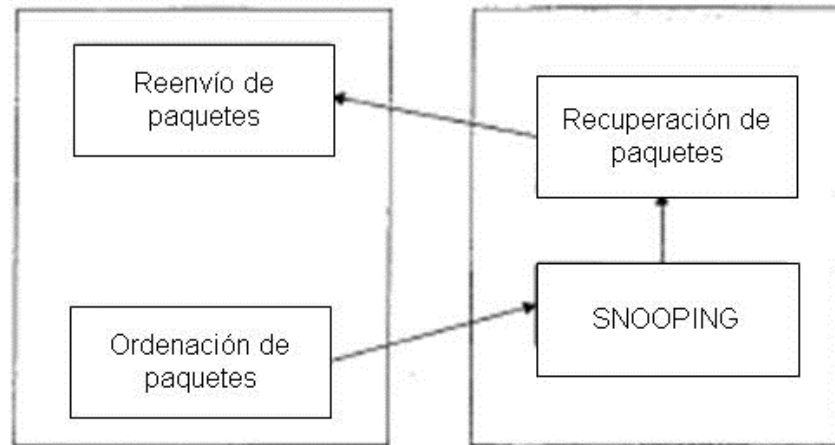 Reenvío de
paquetes
Recuperación de
paquetes
Ordenación de
paquetes
SNOOPING